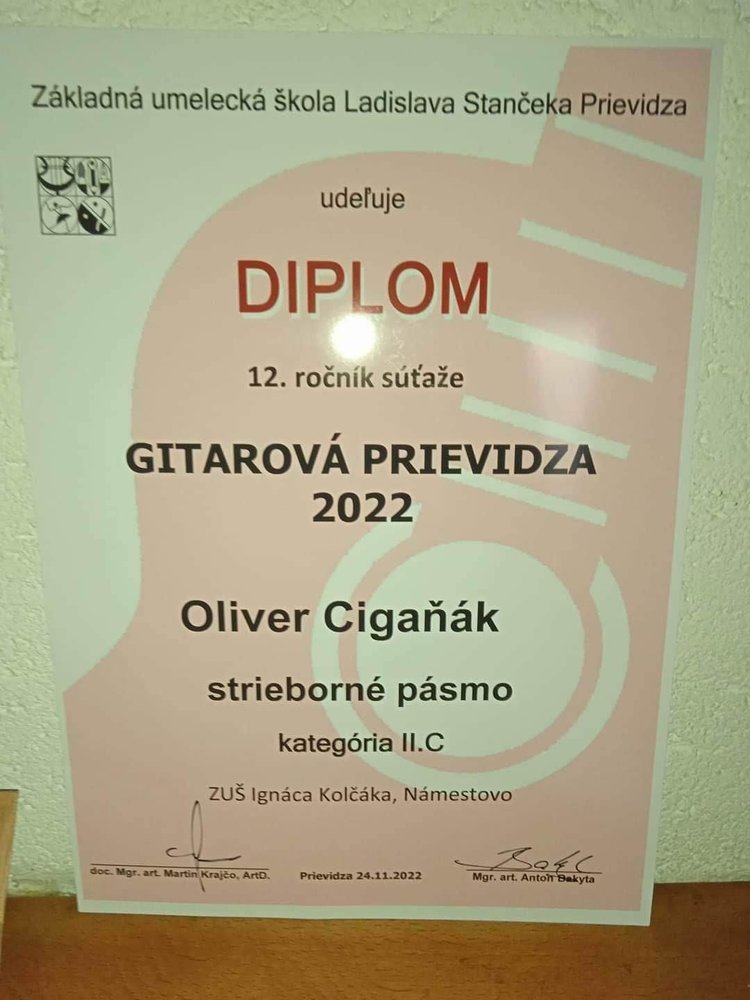 Základná umelecká škola Ladislava Stančeka Prievidza
udeľuje
DIPLOM
12. ročník súťaže
GITAROVÁ PRIEVIDZA
2022
Oliver Cigaňák
strieborné pásmo
kategória II.C
ZUŠ Ignáca Kolčáka, Námestovo
doc. Mgr. art. Martin Krajčo, ArtD.
Prievidza 24.11.2022
Mgr. art. Anton Bakyta